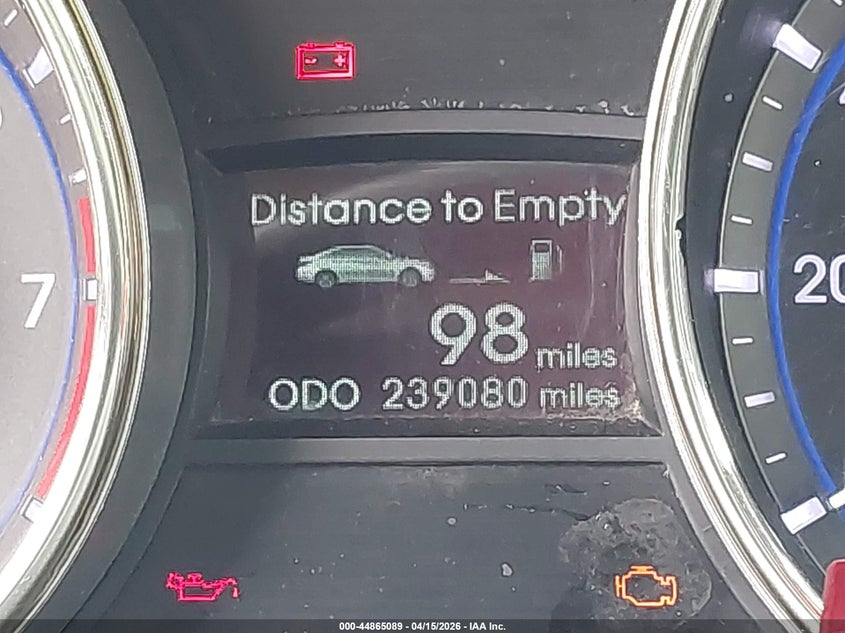 Distance to Empty
7
20
98 miles
ODO 239080 miles
000-44865089 - 04/15/2026 - IAA Inc.